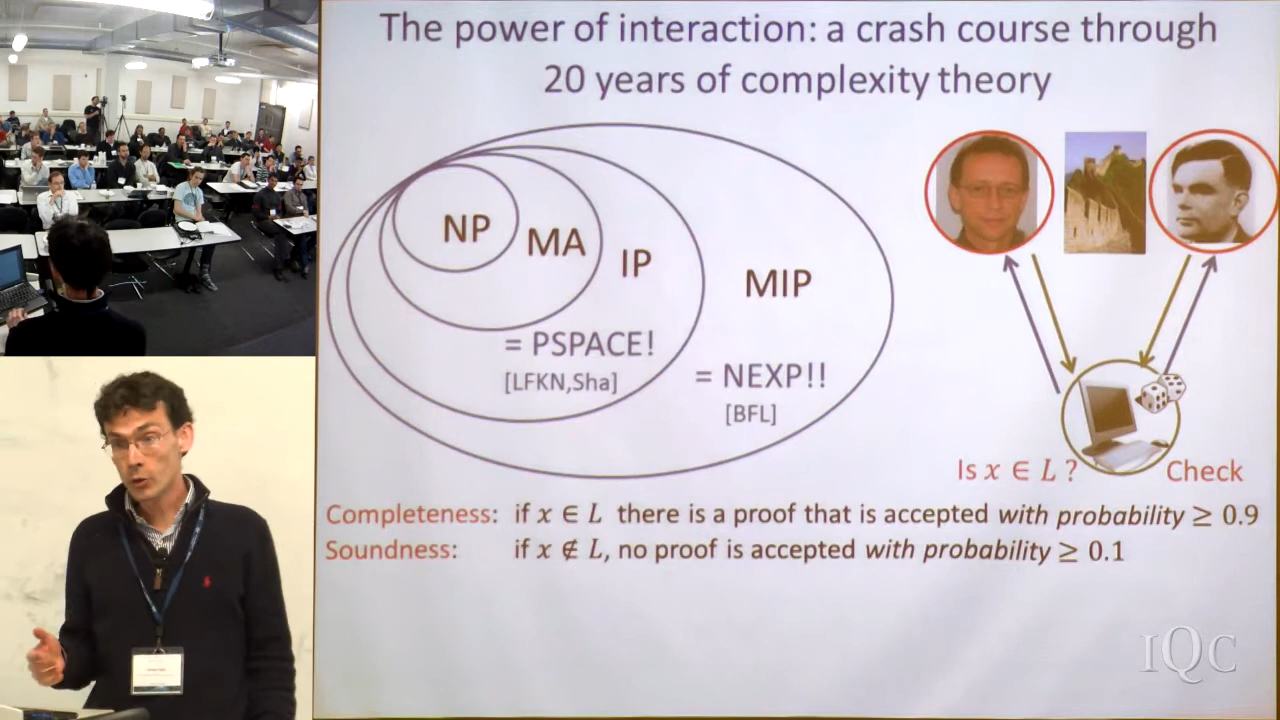 The power of interaction: a crash course through
20 years of complexity theory
NP
MA
IP
MIP
= PSPACE!
[LFKN,Sha]
= NEXP!!
[BFL]
Is x ∈ L ?
Check
Completeness: if x ∈ L there is a proof that is accepted with probability ≥ 0.9
Soundness: if x ∉ L, no proof is accepted with probability ≥ 0.1
IQC